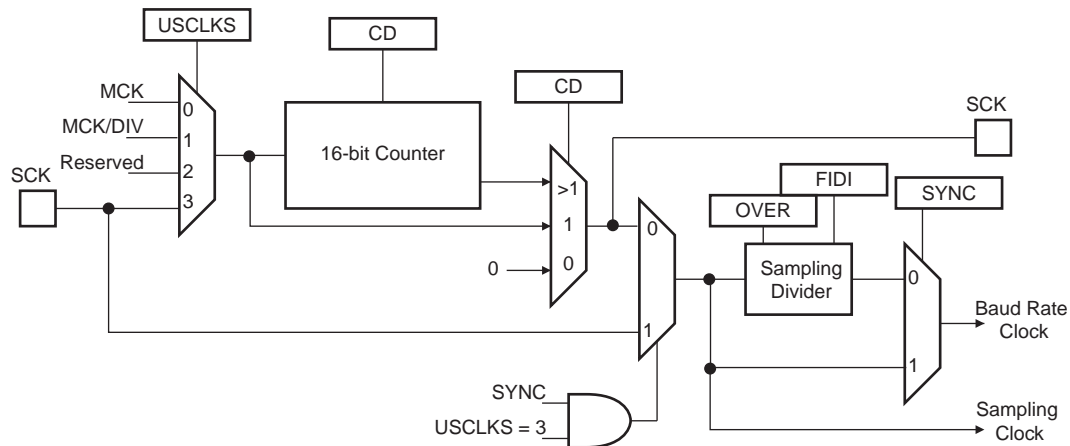 USCLKS
CD
MCK
0
MCK/DIV
1
Reserved
2
SCK
3
16-bit Counter
CD
SCK
>1
1
0
0
FIDI
OVER
SYNC
0
Sampling
Divider
0
Baud Rate
Clock
1
1
SYNC
USCLKS = 3
Sampling
Clock